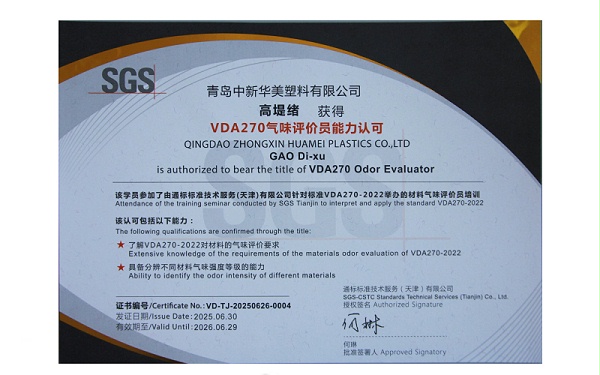 SGS
青岛中新华美塑料有限公司
高堤绪 获得
VDA270气味评价员能力认可
QINGDAO ZHONGXIN HUAMEI PLASTICS CO.,LTD
GAO Di-xu
is authorized to bear the title of VDA270 Odor Evaluator
该学员参加了由通标标准技术服务(天津)有限公司针对标准VDA270-2022举办的材料气味评价员培训
Attendance of the training seminar conducted by SGS Tianjin to interpret and apply the standard VDA270-2022
该认可包括以下能力:
The following qualifications are confirmed through the title:
★ 了解VDA270-2022对材料的气味评价要求
Extensive knowledge of the requirements of the materials odor evaluation of VDA270-2022
★ 具备分辨不同材料气味强度等级的能力
Ability to identify the odor intensity of different materials
通标标准技术服务(天津)有限公司
SGS-CSTC Standards Technical Services (Tianjin) Co., Ltd.
授权签名 Authorized Signature
证书编号/Certificate No.: VD-TJ-20250626-0004
发证日期/Issue Date: 2025.06.30
有效期至/Valid Until: 2026.06.29
何琳
何琳
批准签署人 Approved Signatory